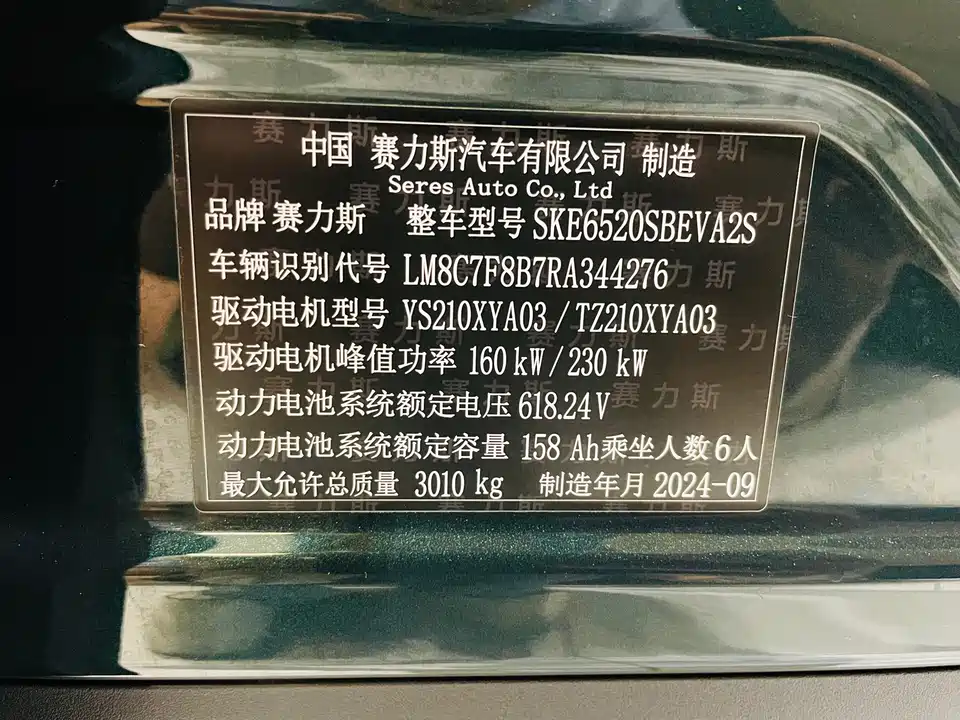 中国 赛力斯汽车有限公司 制造
Seres Auto Co., Ltd
品牌 赛力斯 整车型号 SKE6520SBEVA2S
车辆识别代号 LM8C7F8B7RA344276
驱动电机型号 YS210XYA03 / TZ210XYA03
驱动电机峰值功率 160 kW / 230 kW
动力电池系统额定电压 618.24V
动力电池系统额定容量 158 Ah 乘坐人数 6人
最大允许总质量 3010 kg 制造年月 2024-09